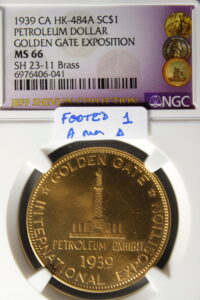 1939 CA HK-484A SC$1
PETROLEUM DOLLAR
GOLDEN GATE EXPOSITION
MS 66
SH 23-11 Brass
6976406-041
NGC
FOOTED 1
A
GOLDEN GATE
INTERNATIONAL EXPOSITION
PETROLEUM EXHIBIT
1939